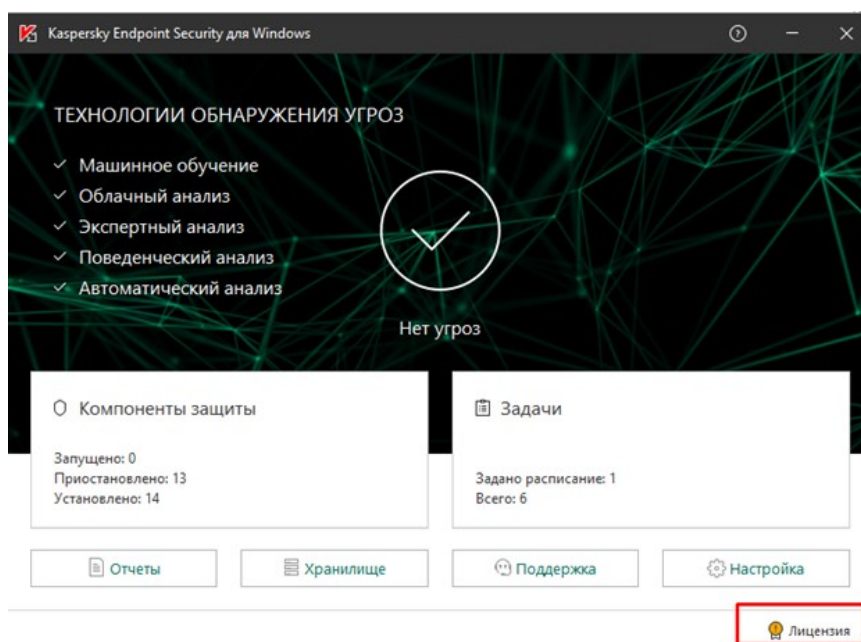 Kaspersky Endpoint Security для Windows
ТЕХНОЛОГИИ ОБНАРУЖЕНИЯ УГРОЗ
Машинное обучение
Облачный анализ
Экспертный анализ
Поведенческий анализ
Автоматический анализ
Нет угроз
Компоненты защиты
Запущено: 0
Приостановлено: 13
Установлено: 14
Задачи
Задано расписание: 1
Всего: 6
Отчеты
Хранилище
Поддержка
Настройка
Лицензия